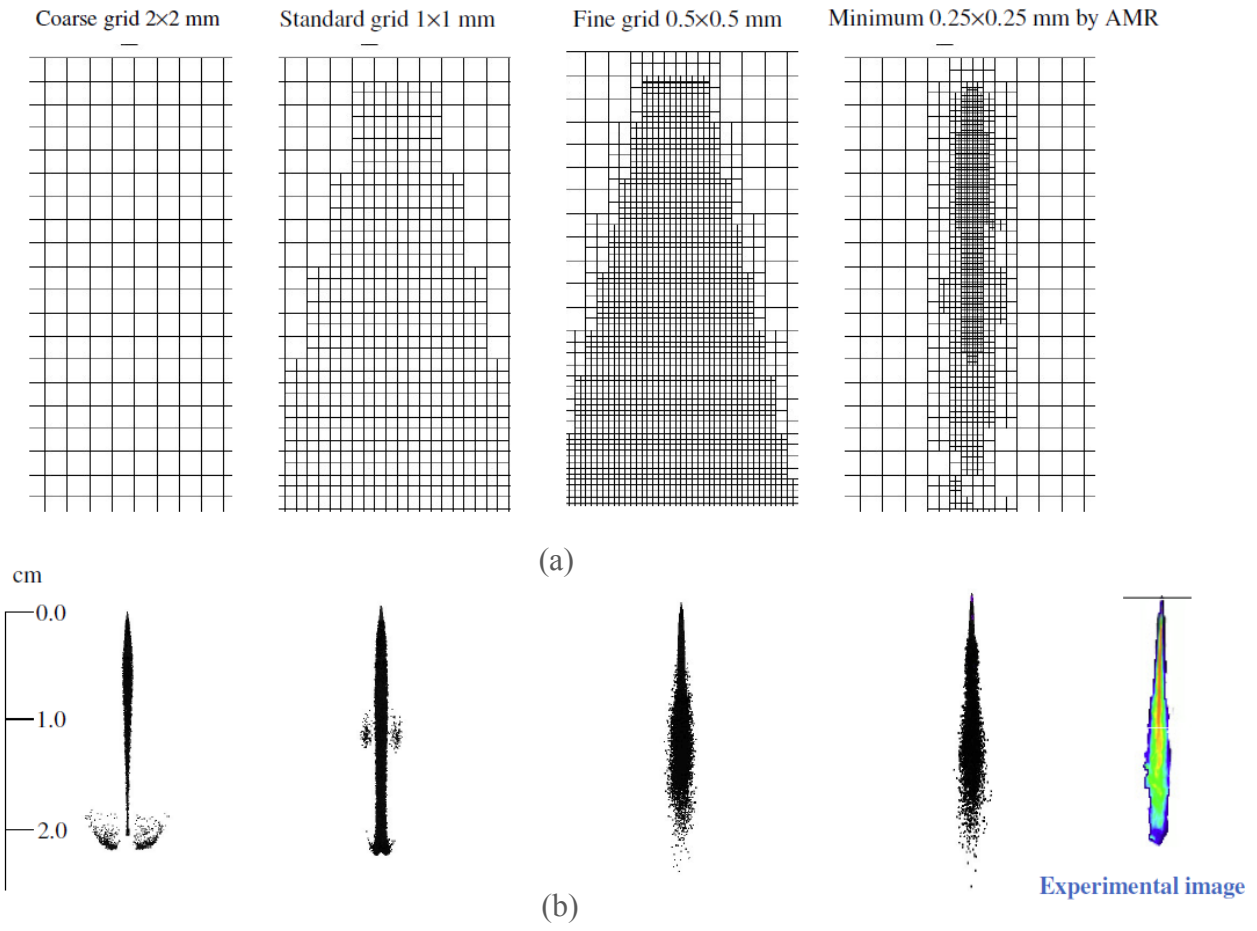 Coarse grid 2×2 mm
Standard grid 1×1 mm
Fine grid 0.5×0.5 mm
Minimum 0.25×0.25 mm by AMR
(a)
cm
0.0
1.0
2.0
Experimental image
(b)